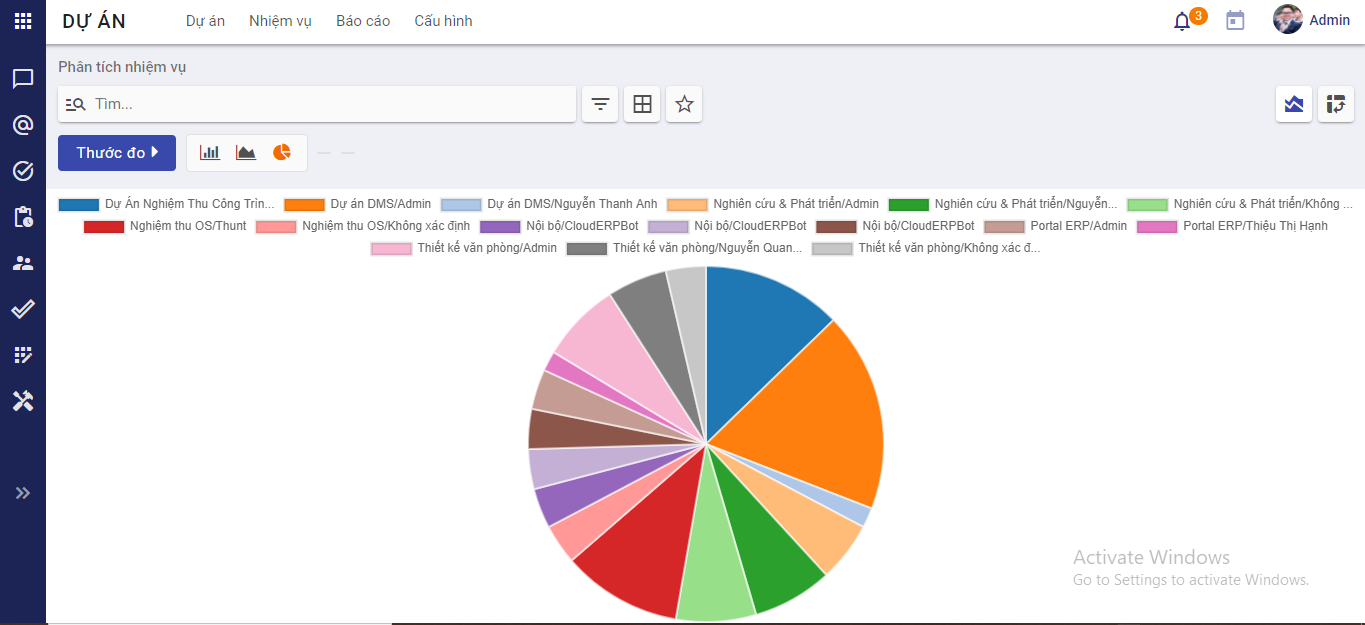 DỰ ÁN Dự án Nhiệm vụ Báo cáo Cấu hình 3 Admin
Phân tích nhiệm vụ
Tìm...
Thước đo
Dự Án Nghiệm Thu Công Trìn... Dự án DMS/Admin Dự án DMS/Nguyễn Thanh Anh Nghiên cứu & Phát triển/Admin Nghiên cứu & Phát triển/Nguyễn... Nghiên cứu & Phát triển/Không ...
Nghiệm thu OS/Thunt Nghiệm thu OS/Không xác định Nội bộ/CloudERPBot Nội bộ/CloudERPBot Nội bộ/CloudERPBot Portal ERP/Admin Portal ERP/Thiệu Thị Hạnh
Thiết kế văn phòng/Admin Thiết kế văn phòng/Nguyễn Quan... Thiết kế văn phòng/Không xác đ...
Activate Windows
Go to Settings to activate Windows.